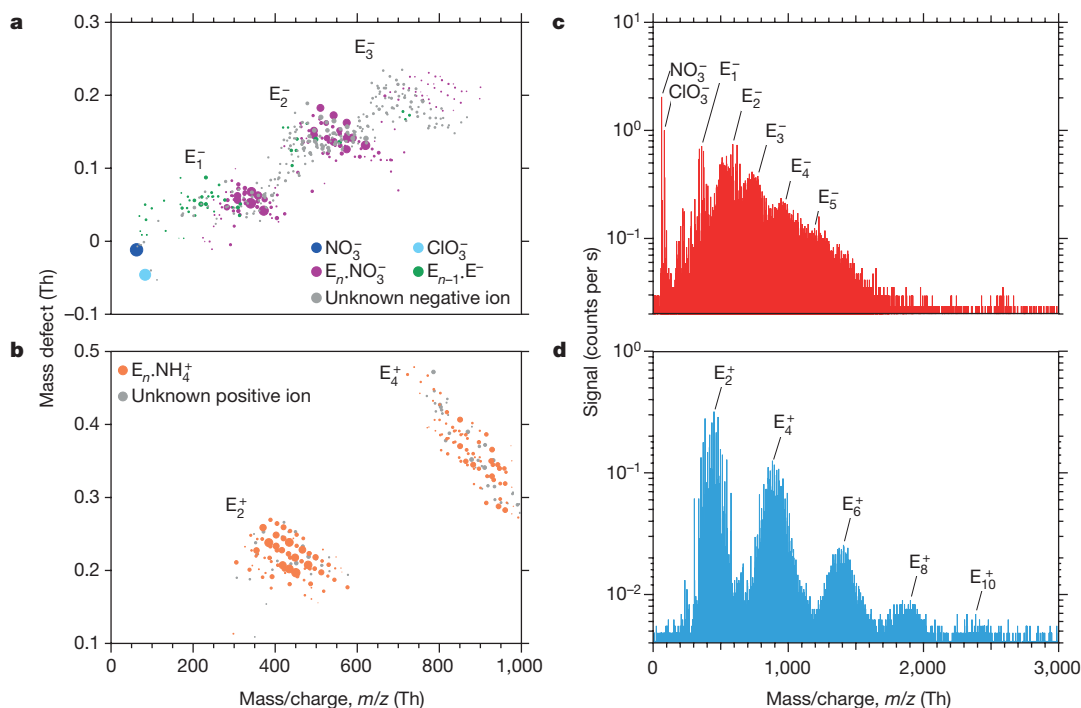 a
E₁⁻
E₂⁻
E₃⁻
NO₃⁻
ClO₃⁻
Eₙ.NO₃⁻
Eₙ₋₁.E⁻
Unknown negative ion
0.3
0.2
0.1
0
–0.1
Mass defect (Th)
b
Eₙ.NH₄⁺
Unknown positive ion
E₂⁺
E₄⁺
0.5
0.4
0.3
0.2
0.1
0 200 400 600 800 1,000
Mass/charge, m/z (Th)
c
NO₃⁻
ClO₃⁻
E₁⁻
E₂⁻
E₃⁻
E₄⁻
E₅⁻
10¹
10⁰
10⁻¹
Signal (counts per s)
d
E₂⁺
E₄⁺
E₆⁺
E₈⁺
E₁₀⁺
10⁰
10⁻¹
10⁻²
0 1,000 2,000 3,000
Mass/charge, m/z (Th)